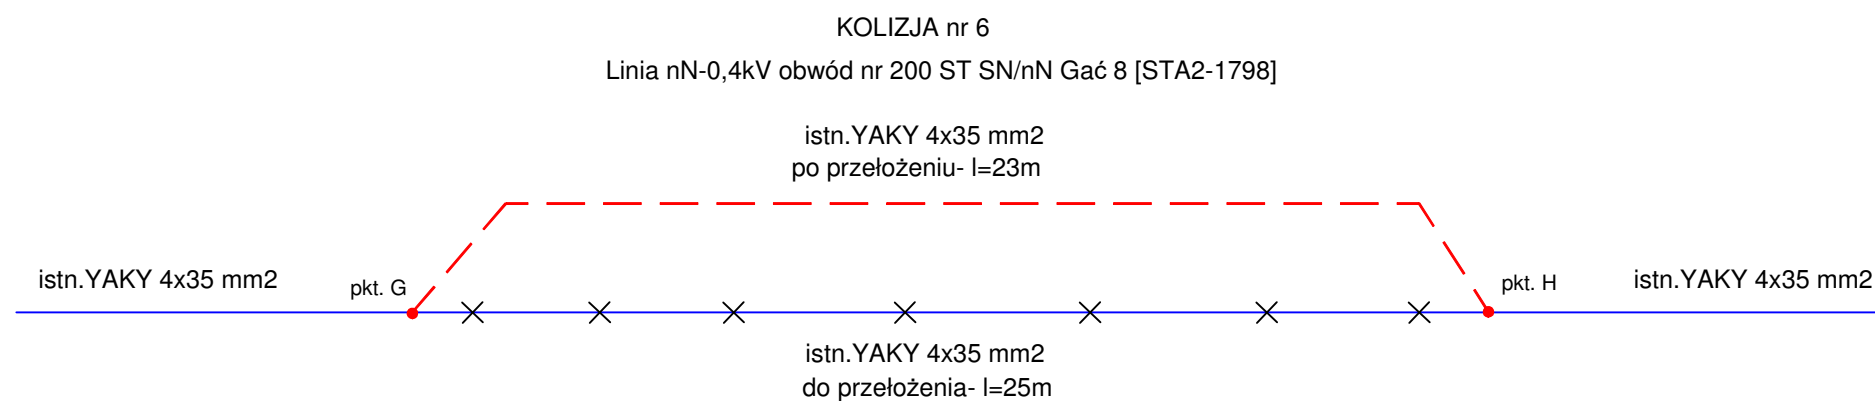 KOLIZJA nr 6
Linia nN-0,4kV obwód nr 200 ST SN/nN Gać 8 [STA2-1798]
istn.YAKY 4x35 mm2
po przełożeniu- l=23m
istn.YAKY 4x35 mm2
pkt. G
pkt. H
istn.YAKY 4x35 mm2
istn.YAKY 4x35 mm2
do przełożenia- l=25m